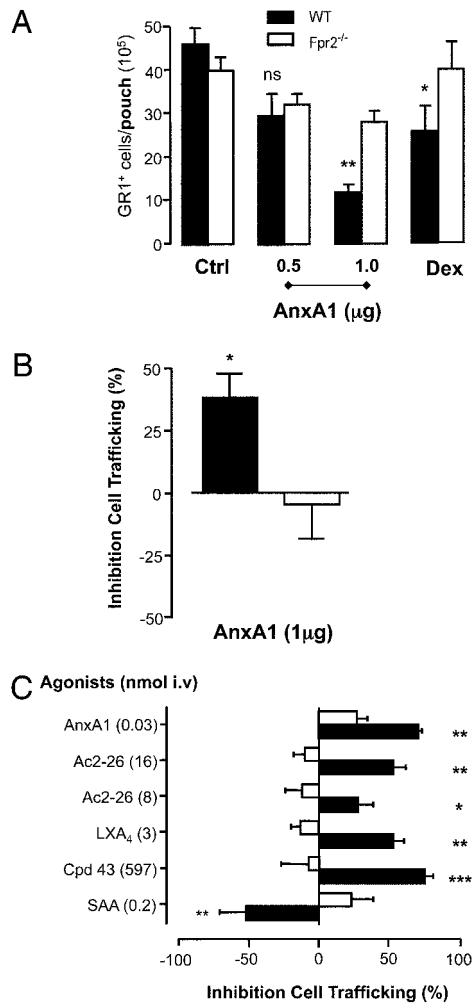 A
WT
Fpr2-/-
GR1+ cells/pouch (10^5)
50
40
30
20
10
0
ns
**
*
Ctrl
0.5
1.0
Dex
AnxA1 (µg)
B
Inhibition Cell Trafficking (%)
50
25
0
-25
-50
*
AnxA1 (1µg)
C
Agonists (nmol i.v)
AnxA1 (0.03)
**
Ac2-26 (16)
**
Ac2-26 (8)
*
LXA4 (3)
**
Cpd 43 (597)
***
SAA (0.2)
**
-100
-50
0
50
100
Inhibition Cell Trafficking (%)